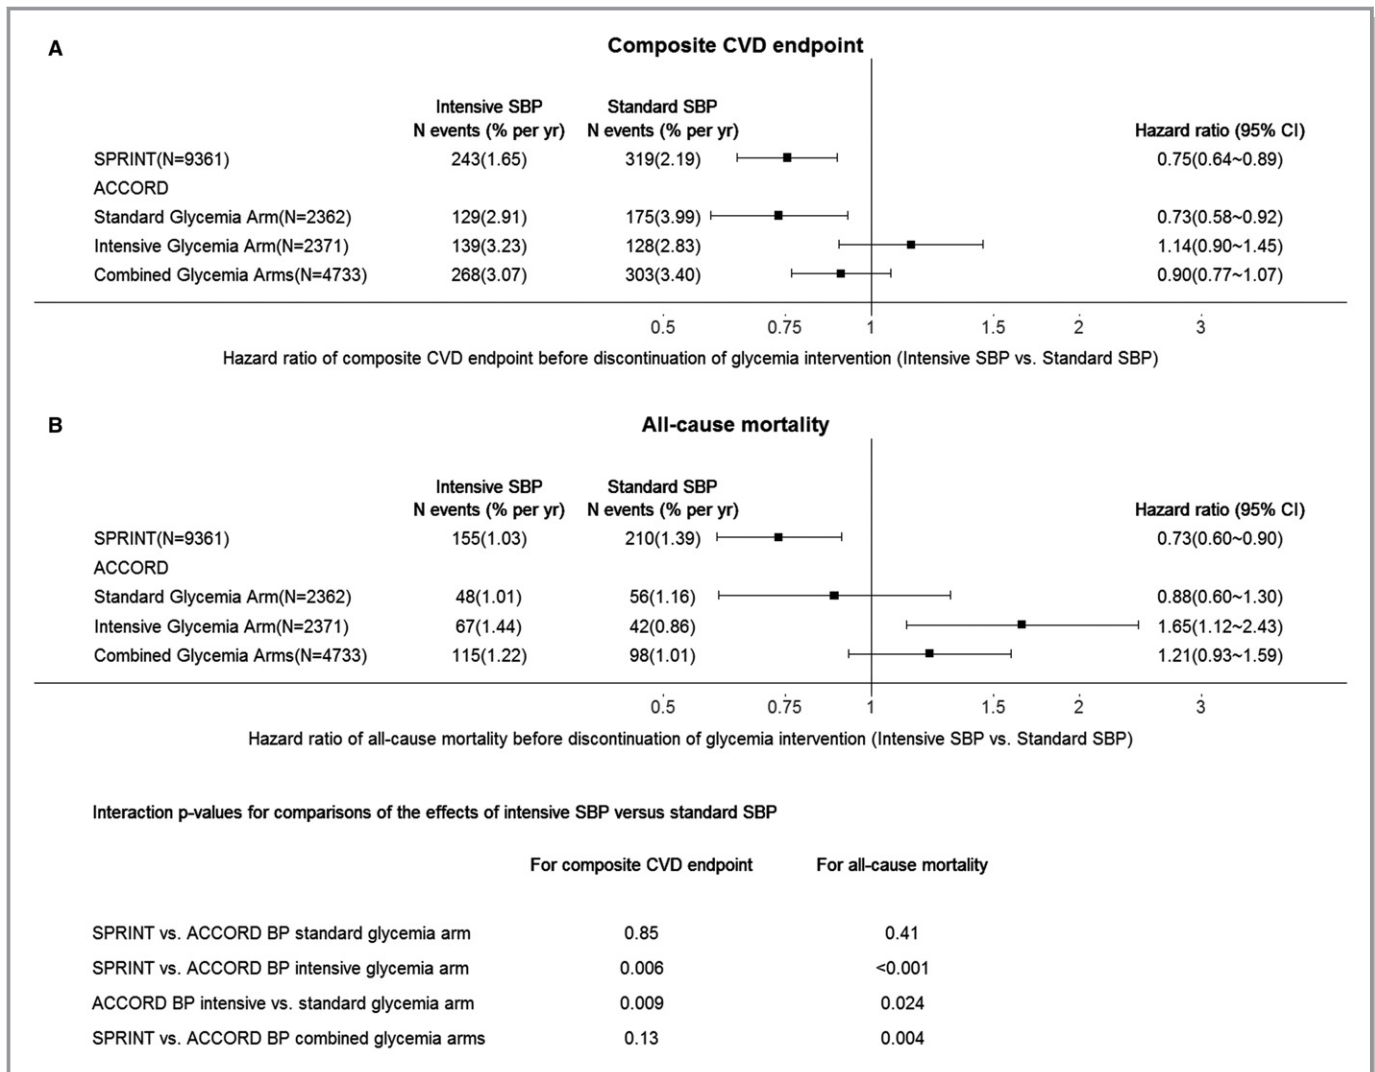 A
Composite CVD endpoint
Intensive SBP Standard SBP
N events (% per yr) N events (% per yr) Hazard ratio (95% CI)
SPRINT(N=9361) 243(1.65) 319(2.19) 0.75(0.64~0.89)
ACCORD
Standard Glycemia Arm(N=2362) 129(2.91) 175(3.99) 0.73(0.58~0.92)
Intensive Glycemia Arm(N=2371) 139(3.23) 128(2.83) 1.14(0.90~1.45)
Combined Glycemia Arms(N=4733) 268(3.07) 303(3.40) 0.90(0.77~1.07)
0.5 0.75 1 1.5 2 3
Hazard ratio of composite CVD endpoint before discontinuation of glycemia intervention (Intensive SBP vs. Standard SBP)
B
All-cause mortality
Intensive SBP Standard SBP
N events (% per yr) N events (% per yr) Hazard ratio (95% CI)
SPRINT(N=9361) 155(1.03) 210(1.39) 0.73(0.60~0.90)
ACCORD
Standard Glycemia Arm(N=2362) 48(1.01) 56(1.16) 0.88(0.60~1.30)
Intensive Glycemia Arm(N=2371) 67(1.44) 42(0.86) 1.65(1.12~2.43)
Combined Glycemia Arms(N=4733) 115(1.22) 98(1.01) 1.21(0.93~1.59)
0.5 0.75 1 1.5 2 3
Hazard ratio of all-cause mortality before discontinuation of glycemia intervention (Intensive SBP vs. Standard SBP)
Interaction p-values for comparisons of the effects of intensive SBP versus standard SBP
For composite CVD endpoint For all-cause mortality
SPRINT vs. ACCORD BP standard glycemia arm 0.85 0.41
SPRINT vs. ACCORD BP intensive glycemia arm 0.006 <0.001
ACCORD BP intensive vs. standard glycemia arm 0.009 0.024
SPRINT vs. ACCORD BP combined glycemia arms 0.13 0.004